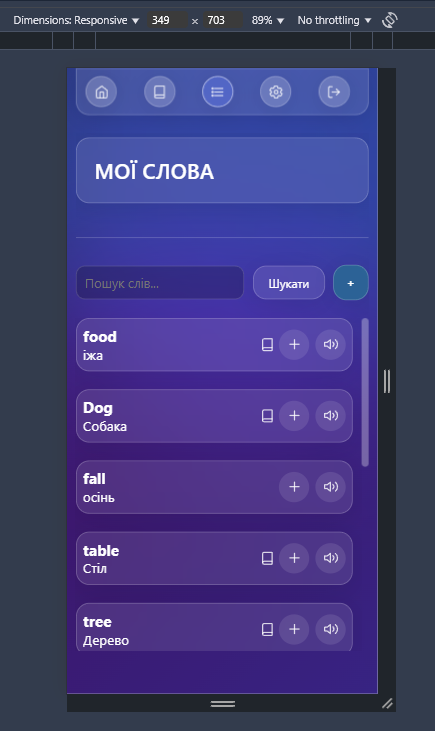 Dimensions: Responsive 349 × 703 89% No throttling
МОЇ СЛОВА
Пошук слів... Шукати +
food
їжа
Dog
Собака
fall
осінь
table
Стіл
tree
Дерево